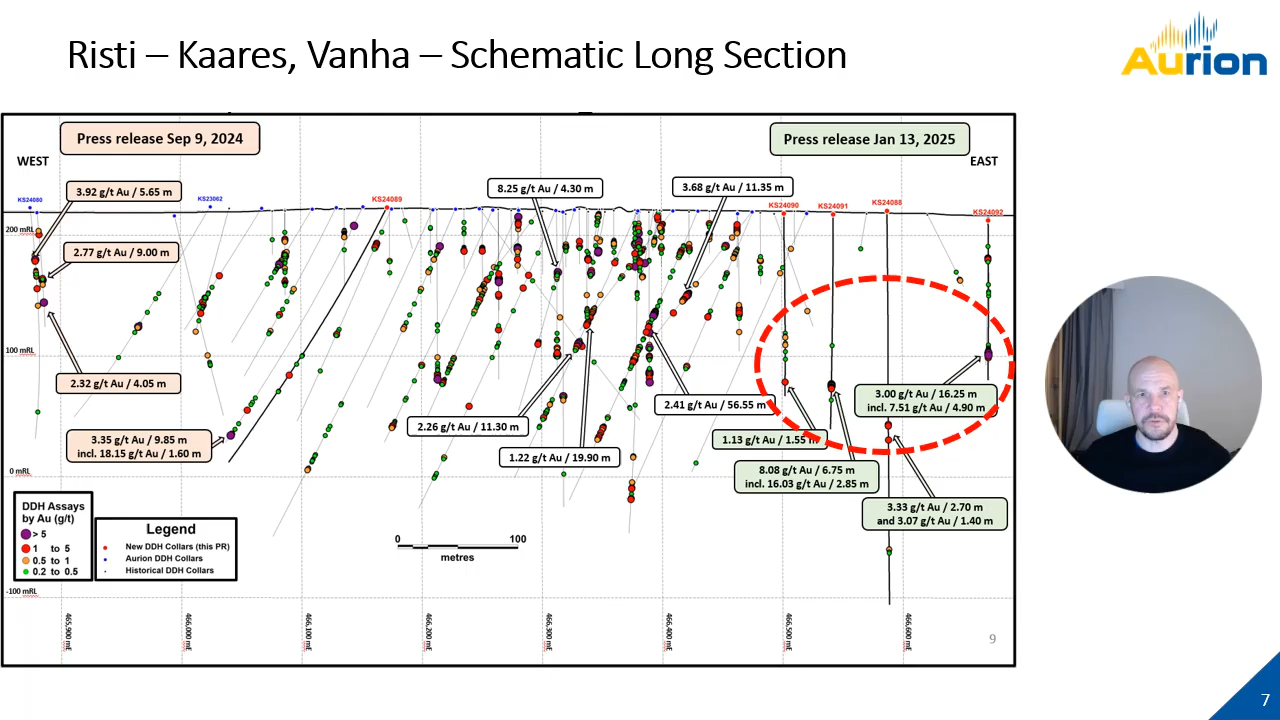 Risti – Kaares, Vanha – Schematic Long Section
Aurion
Press release Sep 9, 2024
Press release Jan 13, 2025
WEST
EAST
3.92 g/t Au / 5.65 m
8.25 g/t Au / 4.30 m
3.68 g/t Au / 11.35 m
KS24080
KS23062
KS24089
KS24090
KS24091
KS24088
KS24092
200 mRL
2.77 g/t Au / 9.00 m
100 mRL
2.32 g/t Au / 4.05 m
3.00 g/t Au / 16.25 m
incl. 7.51 g/t Au / 4.90 m
2.41 g/t Au / 56.55 m
2.26 g/t Au / 11.30 m
3.35 g/t Au / 9.85 m
incl. 18.15 g/t Au / 1.60 m
1.13 g/t Au / 1.55 m
1.22 g/t Au / 19.90 m
0 mRL
8.08 g/t Au / 6.75 m
incl. 16.03 g/t Au / 2.85 m
3.33 g/t Au / 2.70 m
and 3.07 g/t Au / 1.40 m
DDH Assays
by Au (g/t)
> 5
1 to 5
0.5 to 1
0.2 to 0.5
Legend
New DDH Collars (this PR)
Aurion DDH Collars
Historical DDH Collars
0 100
metres
-100 mRL
465,900 mE
466,000 mE
466,100 mE
466,200 mE
466,300 mE
466,400 mE
466,500 mE
466,600 mE
9
7